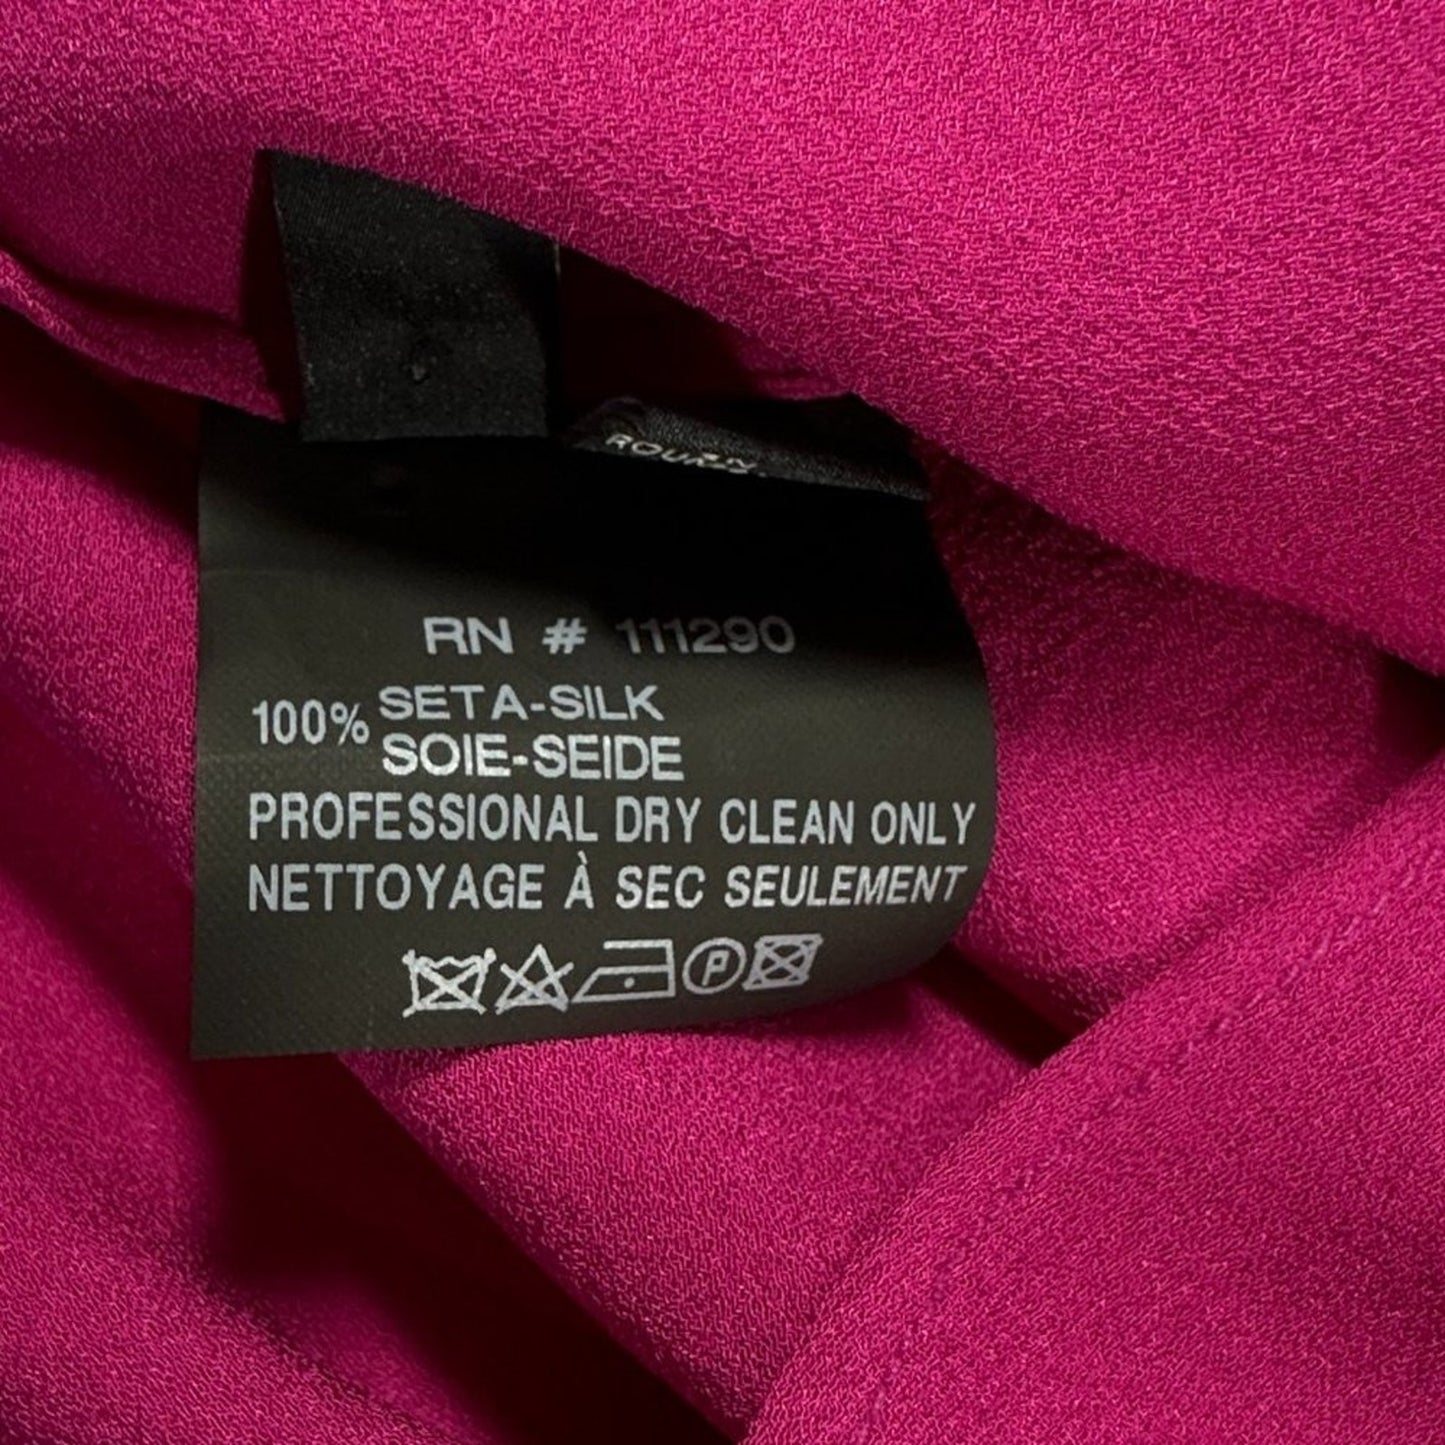 RN # 111290
100% SETA-SILK
SOIE-SEIDE
PROFESSIONAL DRY CLEAN ONLY
NETTOYAGE À SEC SEULEMENT
P